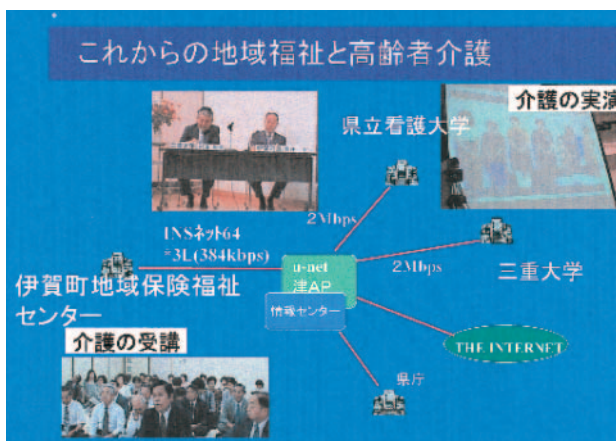 これからの地域福祉と高齢者介護
介護の実演
県立看護大学
2Mbps
INSネット64
*3L(384kbps)
u-net
津AP
2Mbps
三重大学
伊賀町地域保険福祉
センター
情報センター
介護の受講
THE INTERNET
県庁